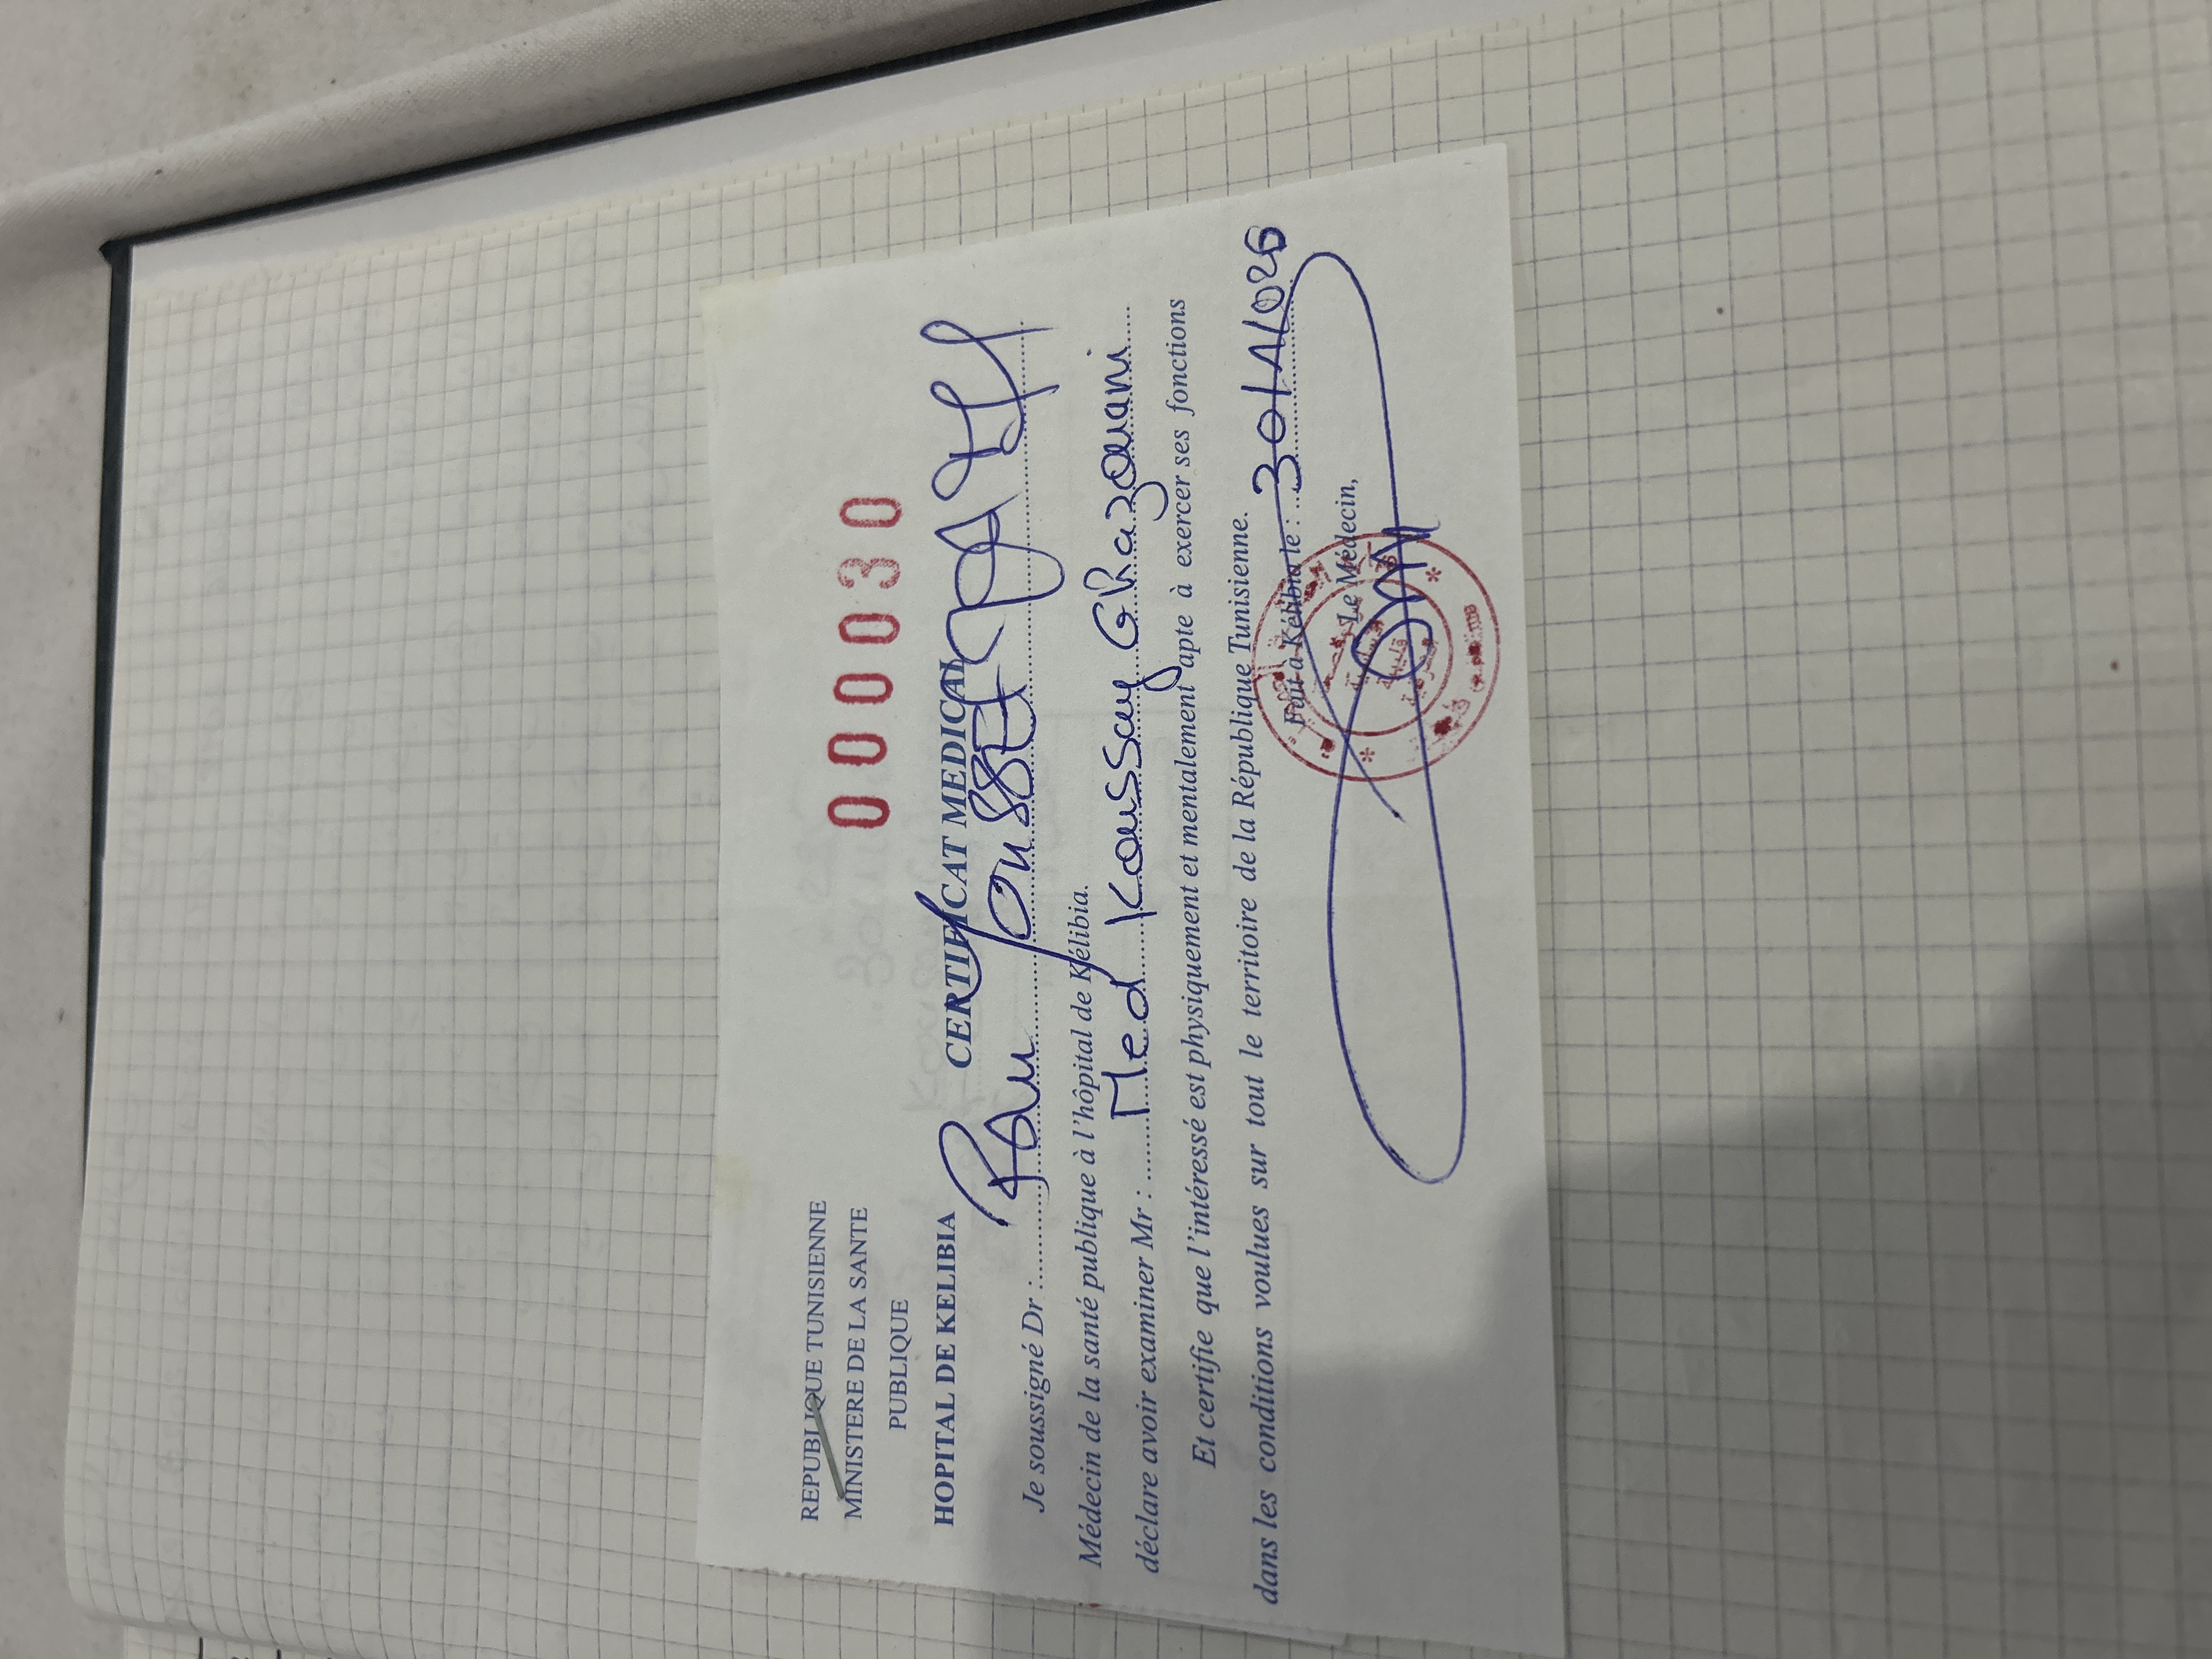 REPUBLIQUE TUNISIENNE
MINISTERE DE LA SANTE
PUBLIQUE
HOPITAL DE KELIBIA
000030
CERTIFICAT MEDICAL
Je soussigné Dr :
Médecin de la santé publique à l'hôpital de Kélibia.
déclare avoir examiner Mr : Med Koussay Ghazouani
Et certifie que l'intéressé est physiquement et mentalement apte à exercer ses fonctions
dans les conditions voulues sur tout le territoire de la République Tunisienne.
Fait à Kélibia le :
Le Médecin,